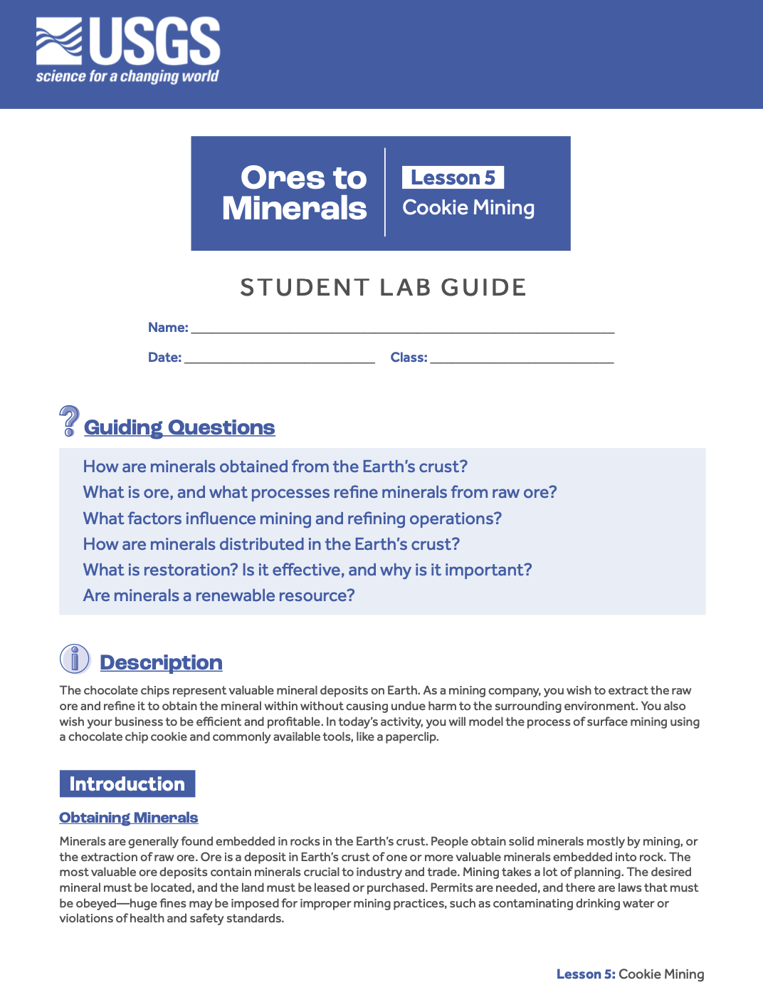 USGS
science for a changing world
Ores to
Minerals
Lesson 5
Cookie Mining
STUDENT LAB GUIDE
Name:
Date: Class:
? Guiding Questions
How are minerals obtained from the Earth's crust?
What is ore, and what processes refine minerals from raw ore?
What factors influence mining and refining operations?
How are minerals distributed in the Earth's crust?
What is restoration? Is it effective, and why is it important?
Are minerals a renewable resource?
i Description
The chocolate chips represent valuable mineral deposits on Earth. As a mining company, you wish to extract the raw
ore and refine it to obtain the mineral within without causing undue harm to the surrounding environment. You also
wish your business to be efficient and profitable. In today's activity, you will model the process of surface mining using
a chocolate chip cookie and commonly available tools, like a paperclip.
Introduction
Obtaining Minerals
Minerals are generally found embedded in rocks in the Earth's crust. People obtain solid minerals mostly by mining, or
the extraction of raw ore. Ore is a deposit in Earth's crust of one or more valuable minerals embedded into rock. The
most valuable ore deposits contain minerals crucial to industry and trade. Mining takes a lot of planning. The desired
mineral must be located, and the land must be leased or purchased. Permits are needed, and there are laws that must
be obeyed—huge fines may be imposed for improper mining practices, such as contaminating drinking water or
violations of health and safety standards.
Lesson 5: Cookie Mining